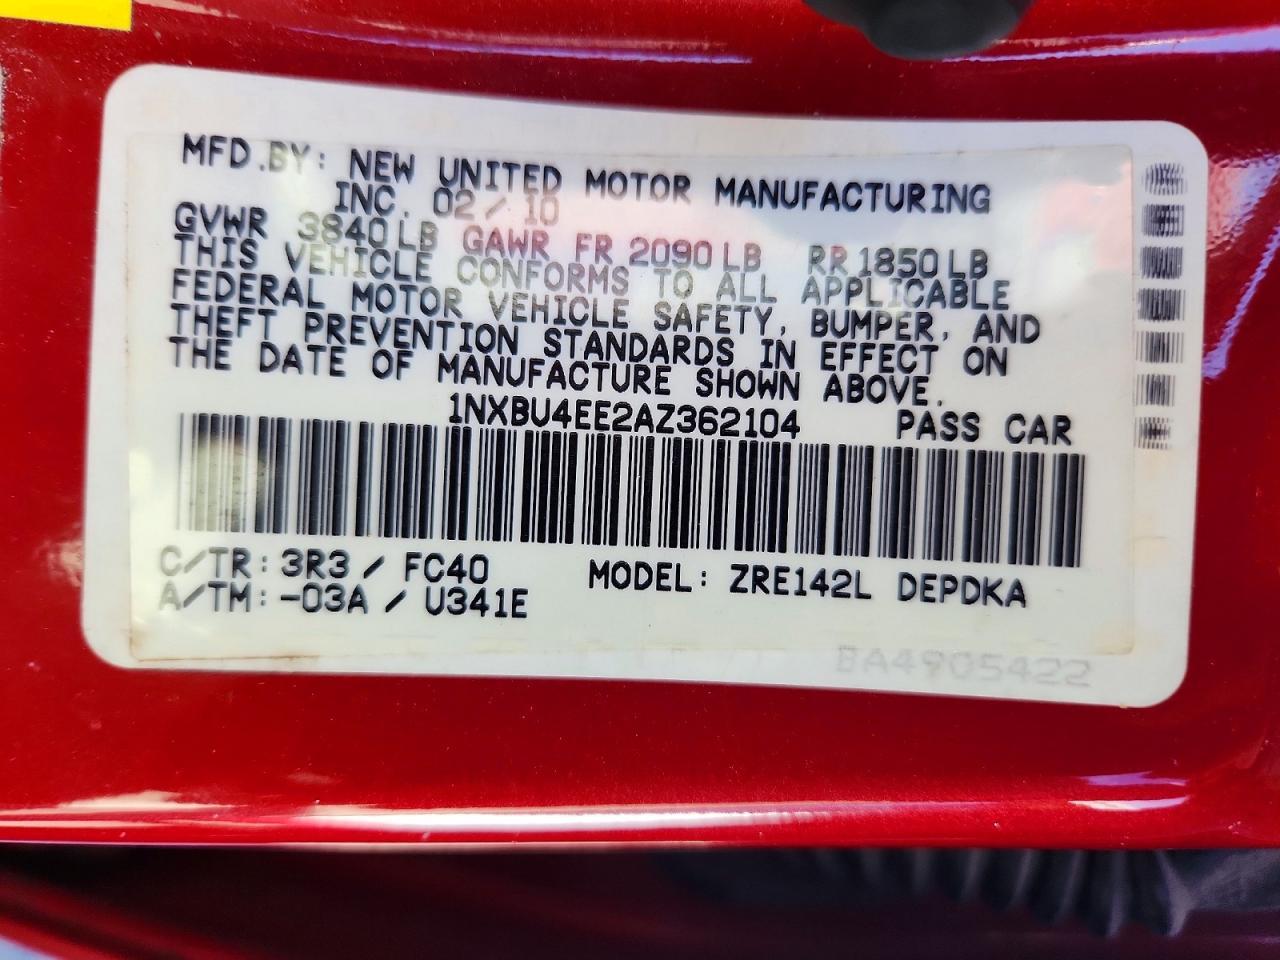 MFD.BY: NEW UNITED MOTOR MANUFACTURING
INC. 02/10
GVWR 3840LB GAWR FR 2090LB RR1850LB
THIS VEHICLE CONFORMS TO ALL APPLICABLE
FEDERAL MOTOR VEHICLE SAFETY, BUMPER, AND
THEFT PREVENTION STANDARDS IN EFFECT ON
THE DATE OF MANUFACTURE SHOWN ABOVE.
1NXBU4EE2AZ362104 PASS CAR
C/TR: 3R3 / FC40 MODEL: ZRE142L DEPDKA
A/TM: -03A / U341E
BA4905422